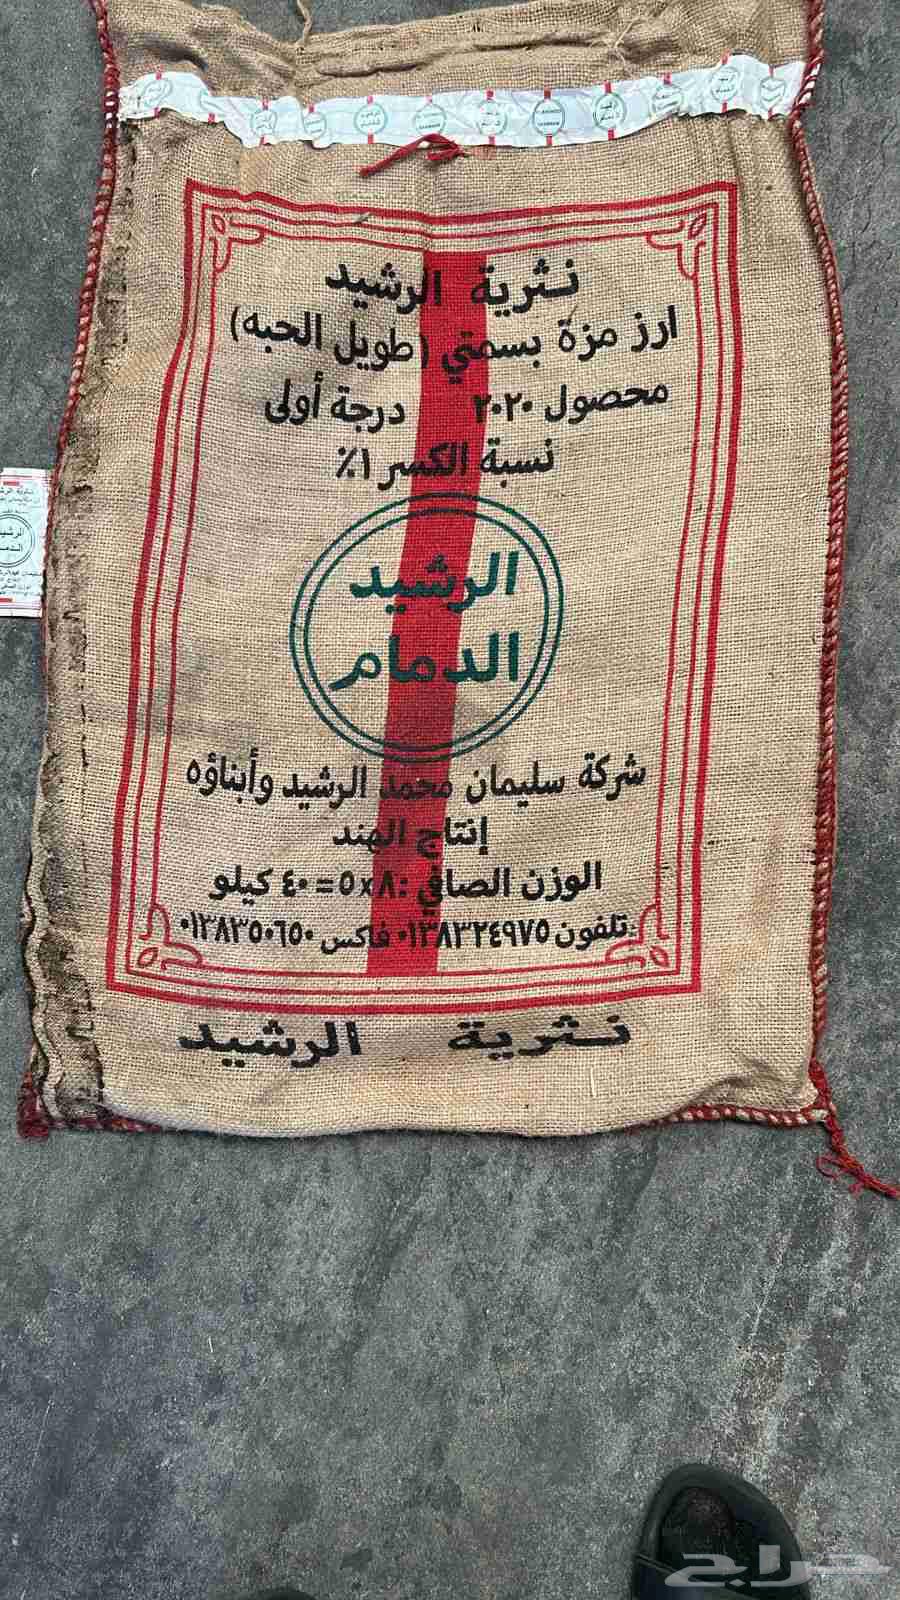 نثرية الرشيد
ارز مزة بسمتي (طويل الحبه)
محصول ٢٠٢٠ درجة أولى
نسبة الكسر ١٪
الرشيد
الدمام
شركة سليمان محمد الرشيد وأبناؤه
إنتاج الهند
الوزن الصافي : ٨×٥ = ٤٠ كيلو
تلفون: ٠١٣٨٣٢٤٩٧٥ فاكس ٠١٣٨٣٥٠٦٥٠
نثرية الرشيد
حراج